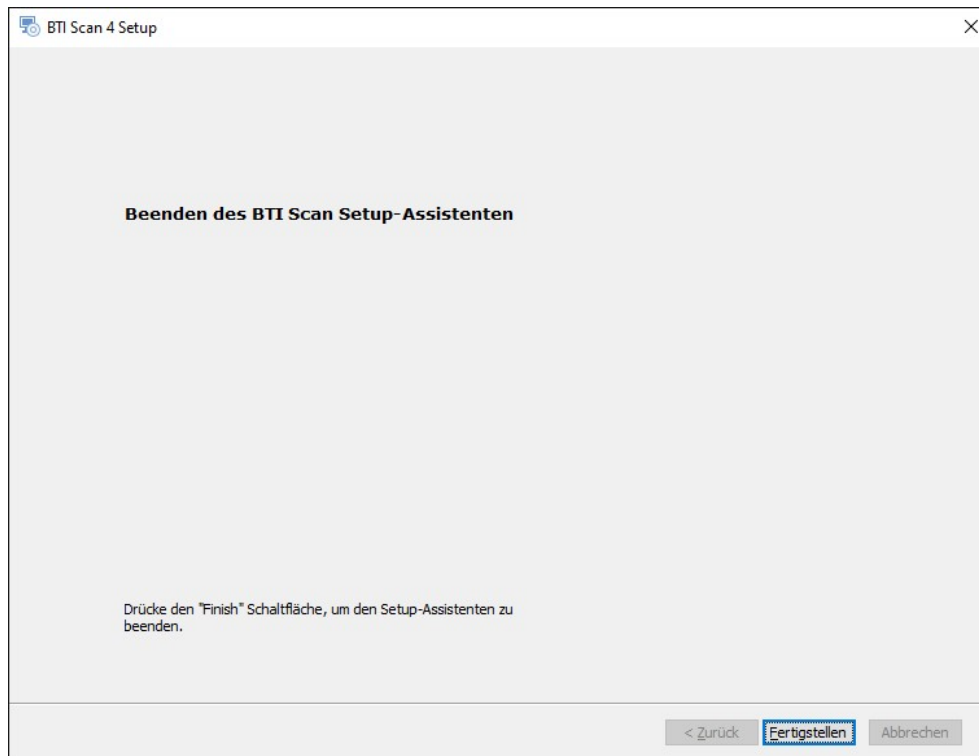 BTI Scan 4 Setup
Beenden des BTI Scan Setup-Assistenten
Drücke den "Finish" Schaltfläche, um den Setup-Assistenten zu
beenden.
< Zurück Fertigstellen Abbrechen